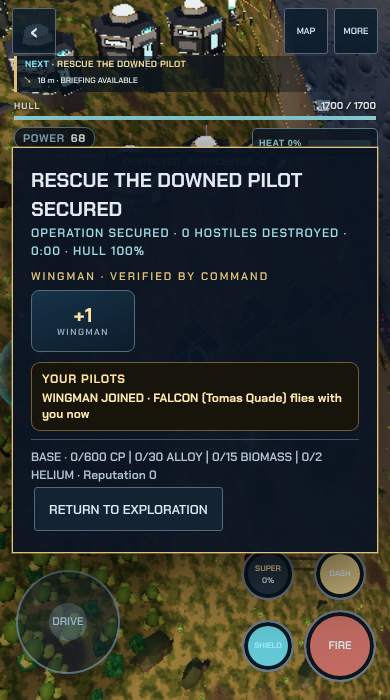 MAP
MORE
NEXT · RESCUE THE DOWNED PILOT
18 m · BRIEFING AVAILABLE
HULL
1700 / 1700
POWER 68
HEAT 0%
RESCUE THE DOWNED PILOT
SECURED
OPERATION SECURED · 0 HOSTILES DESTROYED ·
0:00 · HULL 100%
WINGMAN · VERIFIED BY COMMAND
+1
WINGMAN
YOUR PILOTS
WINGMAN JOINED · FALCON (Tomas Quade) flies with
you now
BASE · 0/600 CP | 0/30 ALLOY | 0/15 BIOMASS | 0/2
HELIUM · Reputation 0
RETURN TO EXPLORATION
SUPER
0%
DASH
DRIVE
SHIELD
FIRE